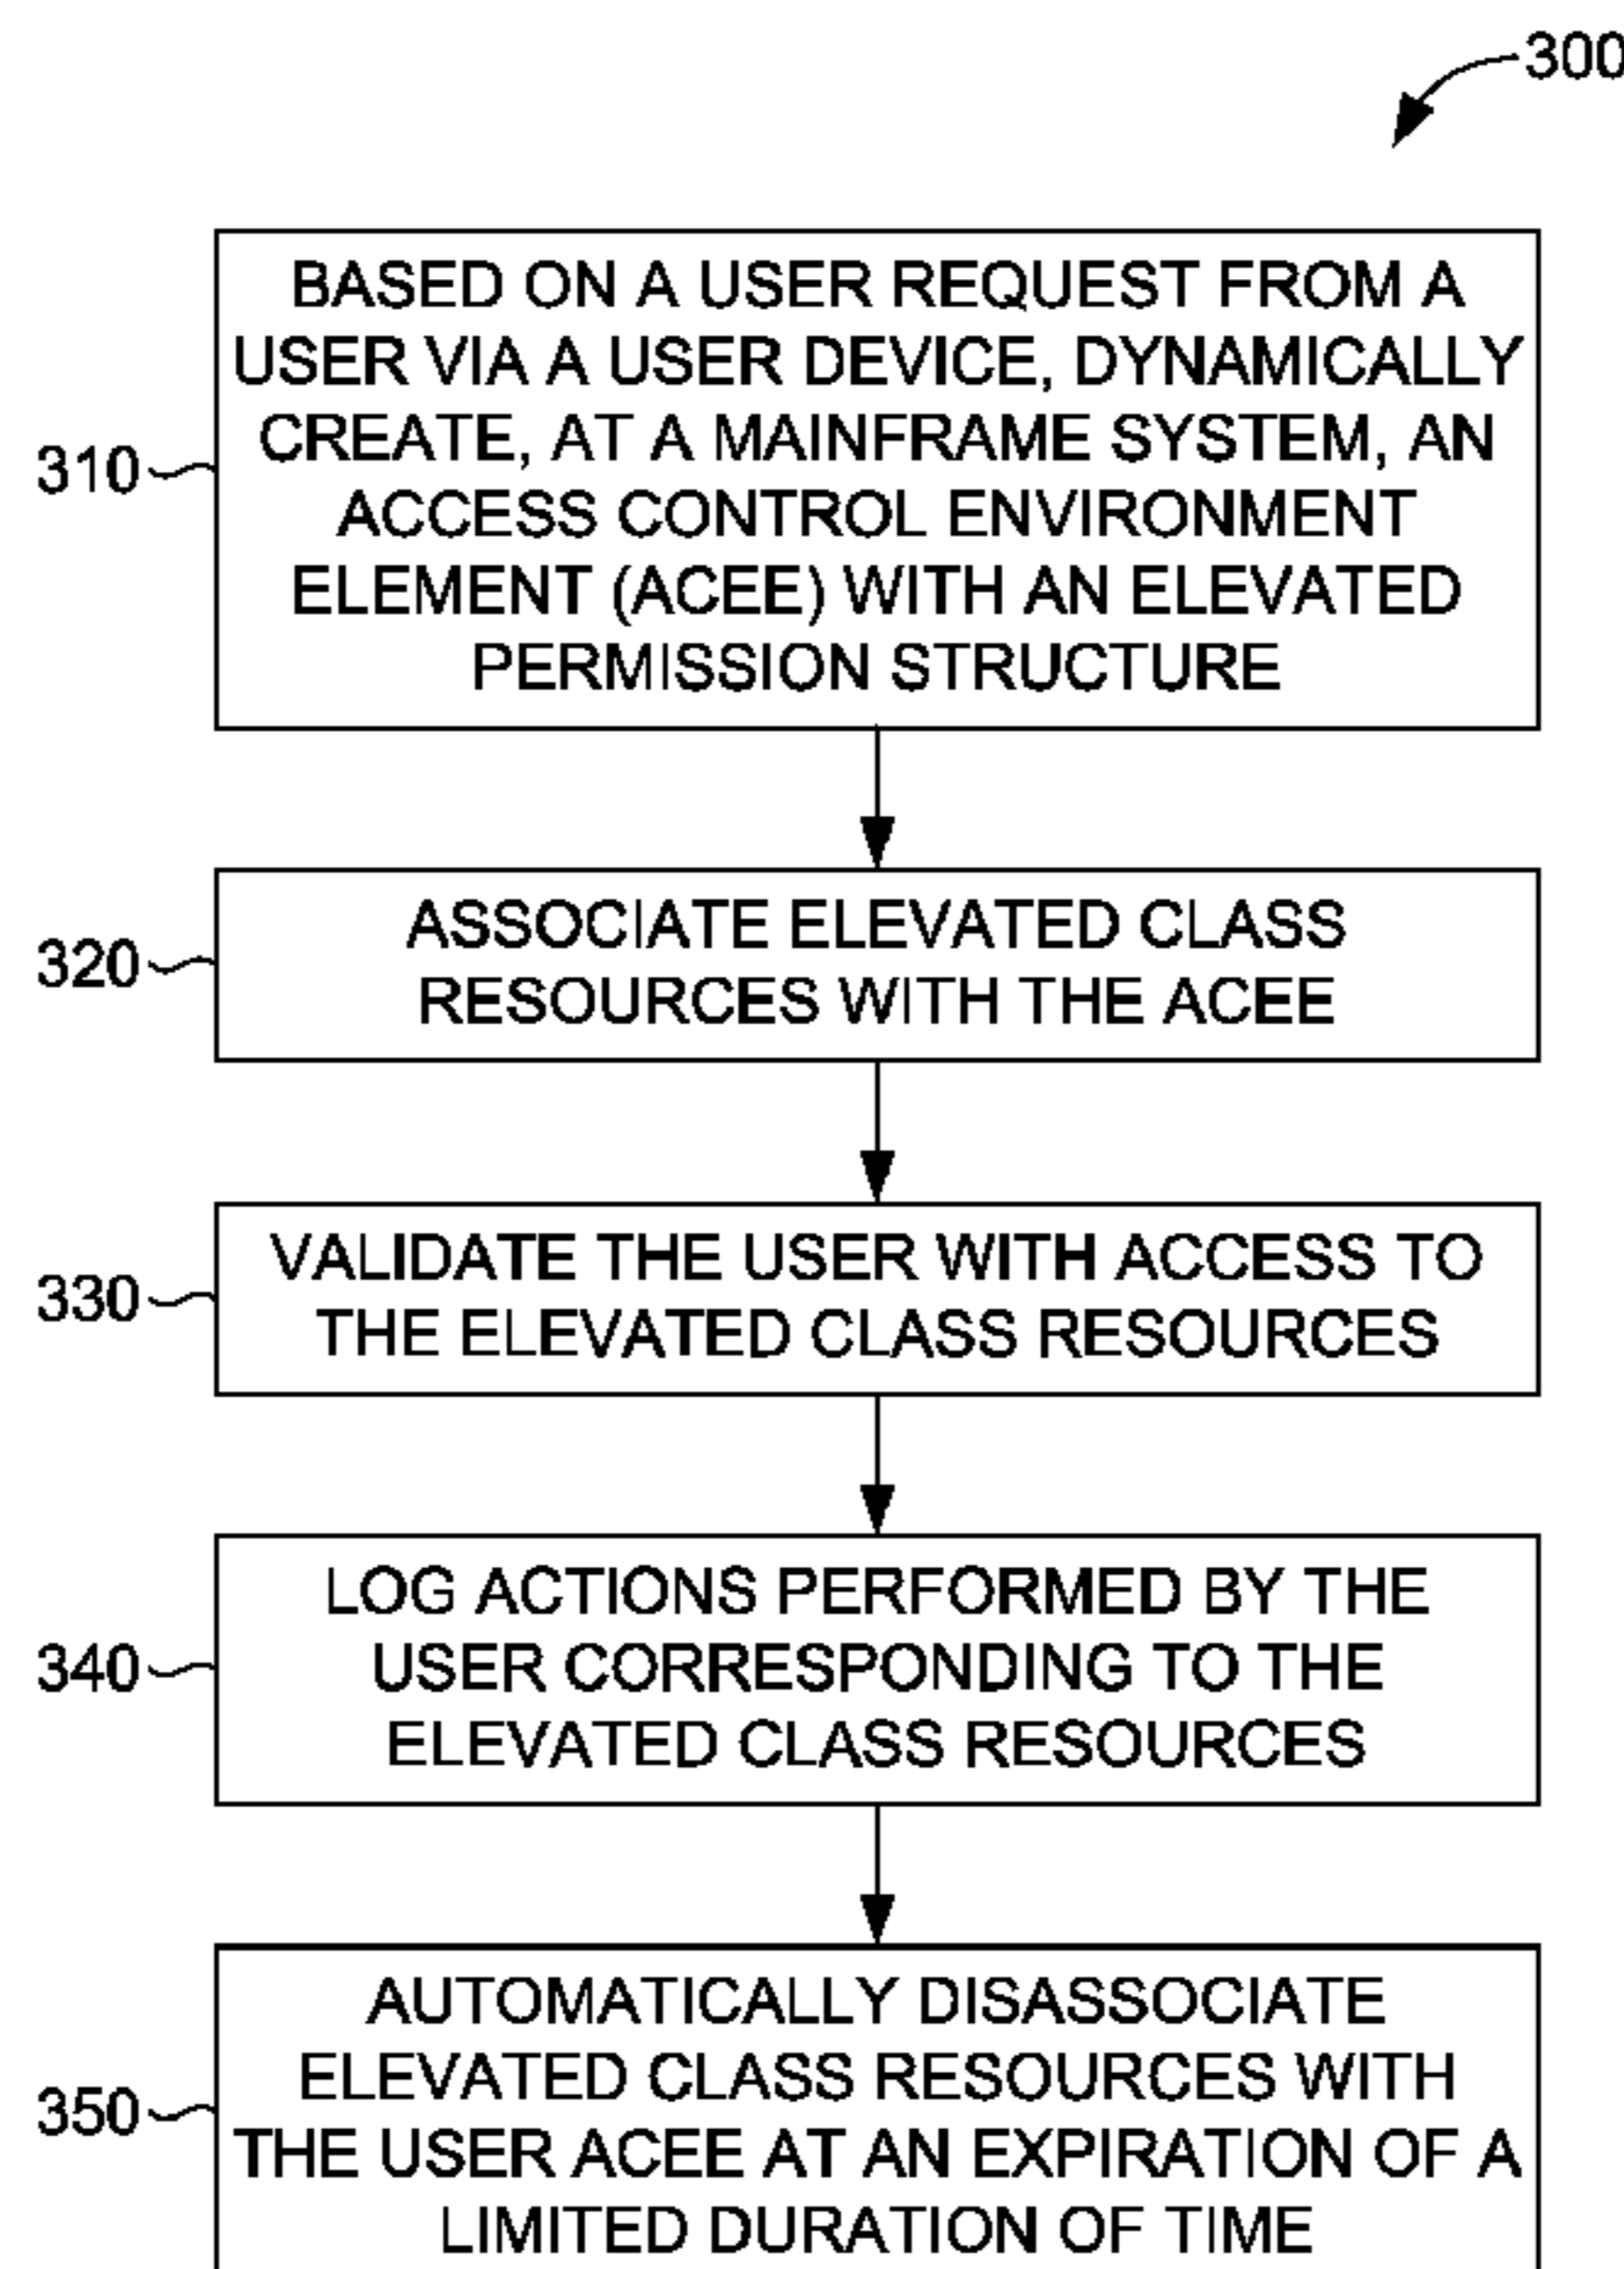 300
BASED ON A USER REQUEST FROM A
USER VIA A USER DEVICE, DYNAMICALLY
CREATE, AT A MAINFRAME SYSTEM, AN
ACCESS CONTROL ENVIRONMENT
ELEMENT (ACEE) WITH AN ELEVATED
PERMISSION STRUCTURE
310
ASSOCIATE ELEVATED CLASS
RESOURCES WITH THE ACEE
320
VALIDATE THE USER WITH ACCESS TO
THE ELEVATED CLASS RESOURCES
330
LOG ACTIONS PERFORMED BY THE
USER CORRESPONDING TO THE
ELEVATED CLASS RESOURCES
340
AUTOMATICALLY DISASSOCIATE
ELEVATED CLASS RESOURCES WITH
THE USER ACEE AT AN EXPIRATION OF A
LIMITED DURATION OF TIME
350